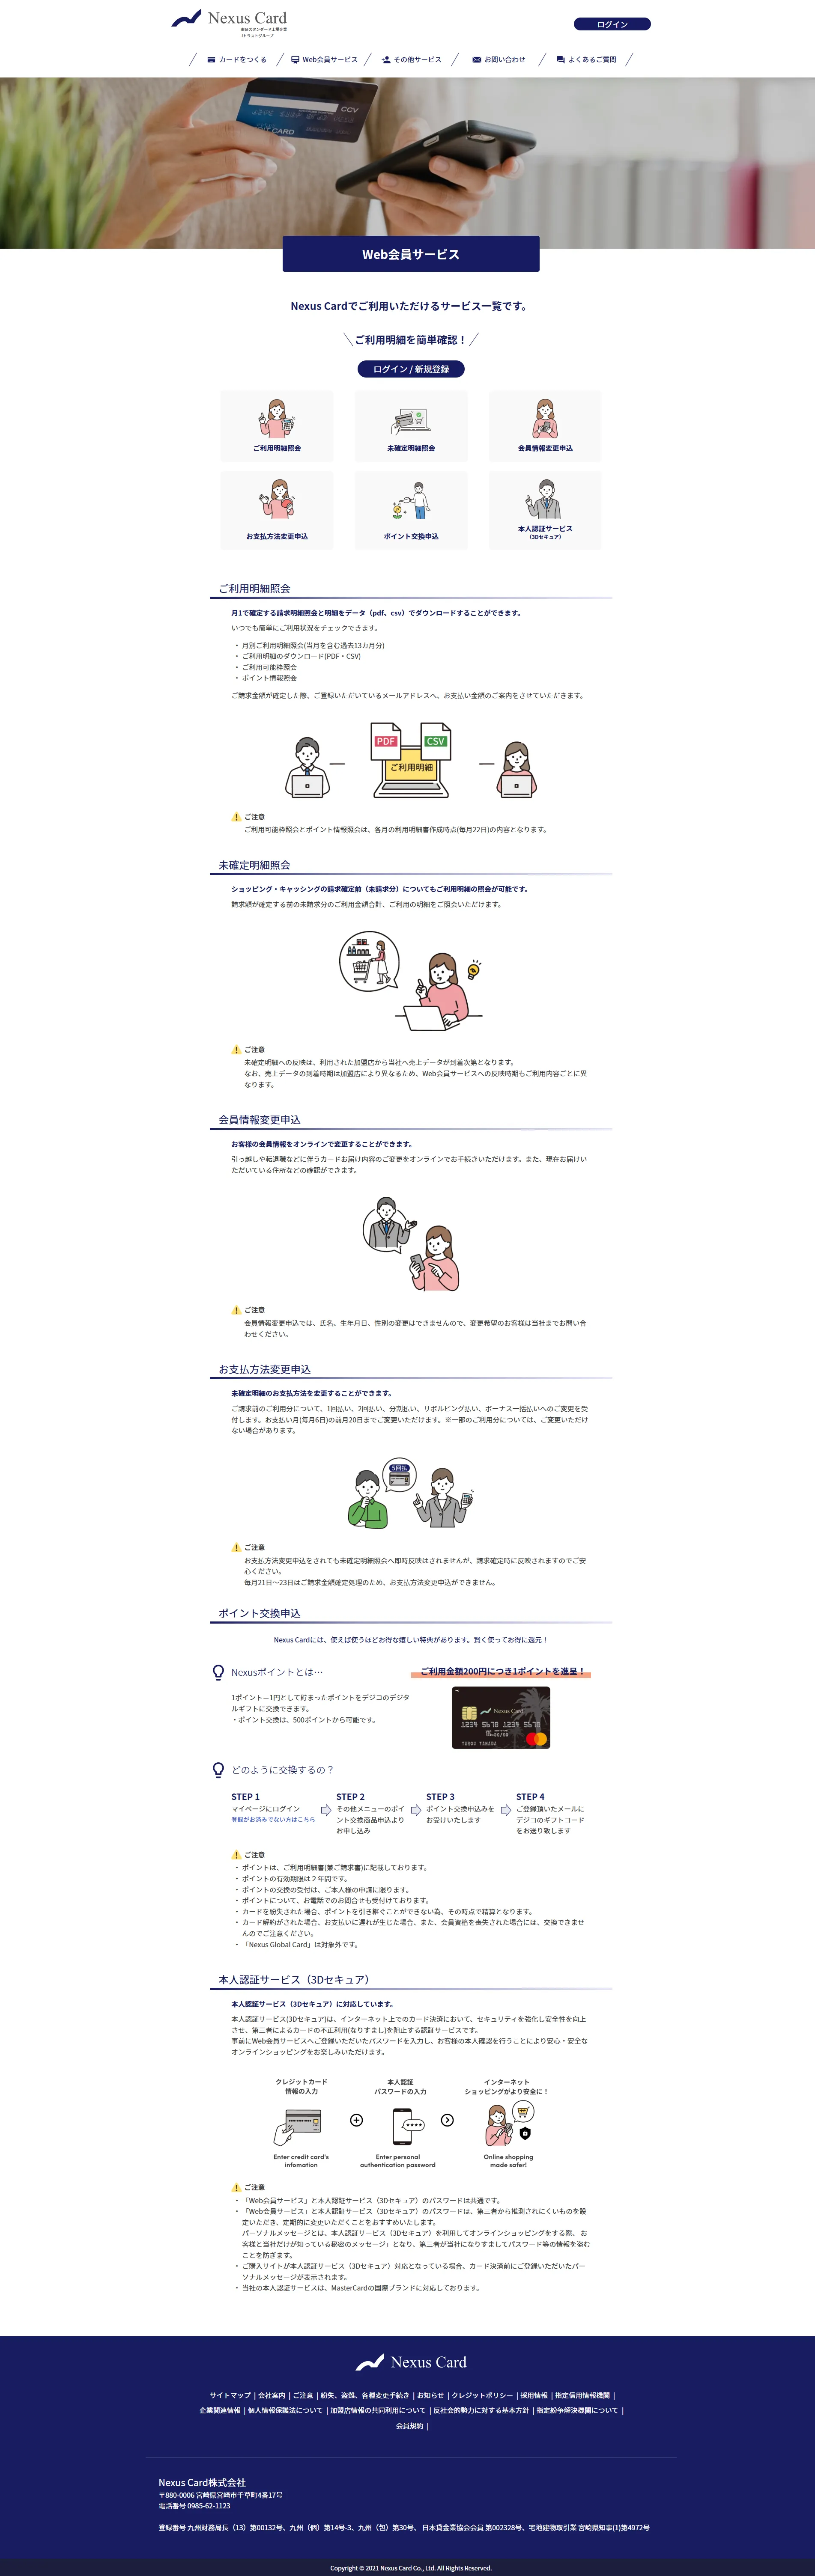 Nexus Card
東証スタンダード上場企業
Jトラストグループ
ログイン
カードをつくる
Web会員サービス
その他サービス
お問い合わせ
よくあるご質問
CVC
CARD
Web会員サービス
Nexus Cardでご利用いただけるサービス一覧です。
ご利用明細を簡単確認！
ログイン / 新規登録
ご利用明細照会
未確定明細照会
会員情報変更申込
お支払方法変更申込
ポイント交換申込
本人認証サービス
（3Dセキュア）
ご利用明細照会
月1で確定する請求明細照会と明細をデータ（pdf、csv）でダウンロードすることができます。
いつでも簡単にご利用状況をチェックできます。
・ 月別ご利用明細照会(当月を含む過去13カ月分)
・ ご利用明細のダウンロード(PDF・CSV)
・ ご利用可能枠照会
・ ポイント情報照会
ご請求金額が確定した際、ご登録いただいているメールアドレスへ、お支払い金額のご案内をさせていただきます。
PDF
CSV
ご利用明細
ご注意
ご利用可能枠照会とポイント情報照会は、各月の利用明細書作成時点(毎月22日)の内容となります。
未確定明細照会
ショッピング・キャッシングの請求確定前（未請求分）についてもご利用明細の照会が可能です。
請求額が確定する前の未請求分のご利用金額合計、ご利用の明細をご照会いただけます。
ご注意
未確定明細への反映は、利用された加盟店から当社へ売上データが到着次第となります。
なお、売上データの到着時期は加盟店により異なるため、Web会員サービスへの反映時期もご利用内容ごとに異
なります。
会員情報変更申込
お客様の会員情報をオンラインで変更することができます。
引っ越しや転退職などに伴うカードお届け内容のご変更をオンラインでお手続きいただけます。また、現在お届けい
ただいている住所などの確認ができます。
ご注意
会員情報変更申込では、氏名、生年月日、性別の変更はできませんので、変更希望のお客様は当社までお問い合
わせください。
お支払方法変更申込
未確定明細のお支払方法を変更することができます。
ご請求前のご利用分について、1回払い、2回払い、分割払い、リボルビング払い、ボーナス一括払いへのご変更を受
付します。お支払い月(毎月6日)の前月20日までご変更いただけます。※一部のご利用分については、ご変更いただけ
ない場合があります。
5回払
ご注意
お支払方法変更申込をされても未確定明細照会へ即時反映はされませんが、請求確定時に反映されますのでご安
心ください。
毎月21日～23日はご請求金額確定処理のため、お支払方法変更申込ができません。
ポイント交換申込
Nexus Cardには、使えば使うほどお得な嬉しい特典があります。賢く使ってお得に還元！
Nexusポイントとは…
ご利用金額200円につき1ポイントを進呈！
1ポイント＝1円として貯まったポイントをデジコのデジタ
ルギフトに交換できます。
・ポイント交換は、500ポイントから可能です。
Nexus Card
1234 5678 1234 5678
どのように交換するの？
STEP 1
マイページにログイン
登録がお済みでない方はこちら
STEP 2
その他メニューのポイ
ント交換商品申込より
お申し込み
STEP 3
ポイント交換申込みを
お受けいたします
STEP 4
ご登録頂いたメールに
デジコのギフトコード
をお送り致します
ご注意
・ ポイントは、ご利用明細書(兼ご請求書)に記載しております。
・ ポイントの有効期限は２年間です。
・ ポイントの交換の受付は、ご本人様の申請に限ります。
・ ポイントについて、お電話でのお問合せも受付けております。
・ カードを紛失された場合、ポイントを引き継ぐことができない為、その時点で精算となります。
・ カード解約がされた場合、お支払いに遅れが生じた場合、また、会員資格を喪失された場合には、交換できませ
んのでご注意ください。
・ 「Nexus Global Card」は対象外です。
本人認証サービス（3Dセキュア）
本人認証サービス（3Dセキュア）に対応しています。
本人認証サービス(3Dセキュア)は、インターネット上でのカード決済において、セキュリティを強化し安全性を向上
させ、第三者によるカードの不正利用(なりすまし)を阻止する認証サービスです。
事前にWeb会員サービスへご登録いただいたパスワードを入力し、お客様の本人確認を行うことにより安心・安全な
オンラインショッピングをお楽しみいただけます。
クレジットカード
情報の入力
本人認証
パスワードの入力
インターネット
ショッピングがより安全に！
Enter credit card's
infomation
Enter personal
authentication password
Online shopping
made safer!
ご注意
・ 「Web会員サービス」と本人認証サービス（3Dセキュア）のパスワードは共通です。
・ 「Web会員サービス」と本人認証サービス（3Dセキュア）のパスワードは、第三者から推測されにくいものを設
定いただき、定期的に変更いただくことをおすすめいたします。
パーソナルメッセージとは、本人認証サービス（3Dセキュア）を利用してオンラインショッピングをする際、 お
客様と当社だけが知っている秘密のメッセージ」となり、第三者が当社になりすましてパスワード等の情報を盗む
ことを防ぎます。
・ ご購入サイトが本人認証サービス（3Dセキュア）対応となっている場合、カード決済前にご登録いただいたパー
ソナルメッセージが表示されます。
・ 当社の本人認証サービスは、MasterCardの国際ブランドに対応しております。
Nexus Card
サイトマップ | 会社案内 | ご注意 | 紛失、盗難、各種変更手続き | お知らせ | クレジットポリシー | 採用情報 | 指定信用情報機関 |
企業関連情報 | 個人情報保護法について | 加盟店情報の共同利用について | 反社会的勢力に対する基本方針 | 指定紛争解決機関について |
会員規約 |
Nexus Card株式会社
〒880-0006 宮崎県宮崎市千草町4番17号
電話番号 0985-62-1123
登録番号 九州財務局長（13）第00132号、九州（個）第14号-3、九州（包）第30号、 日本貸金業協会会員 第002328号、宅地建物取引業 宮崎県知事(1)第4972号
Copyright © 2021 Nexus Card Co., Ltd. All Rights Reserved.